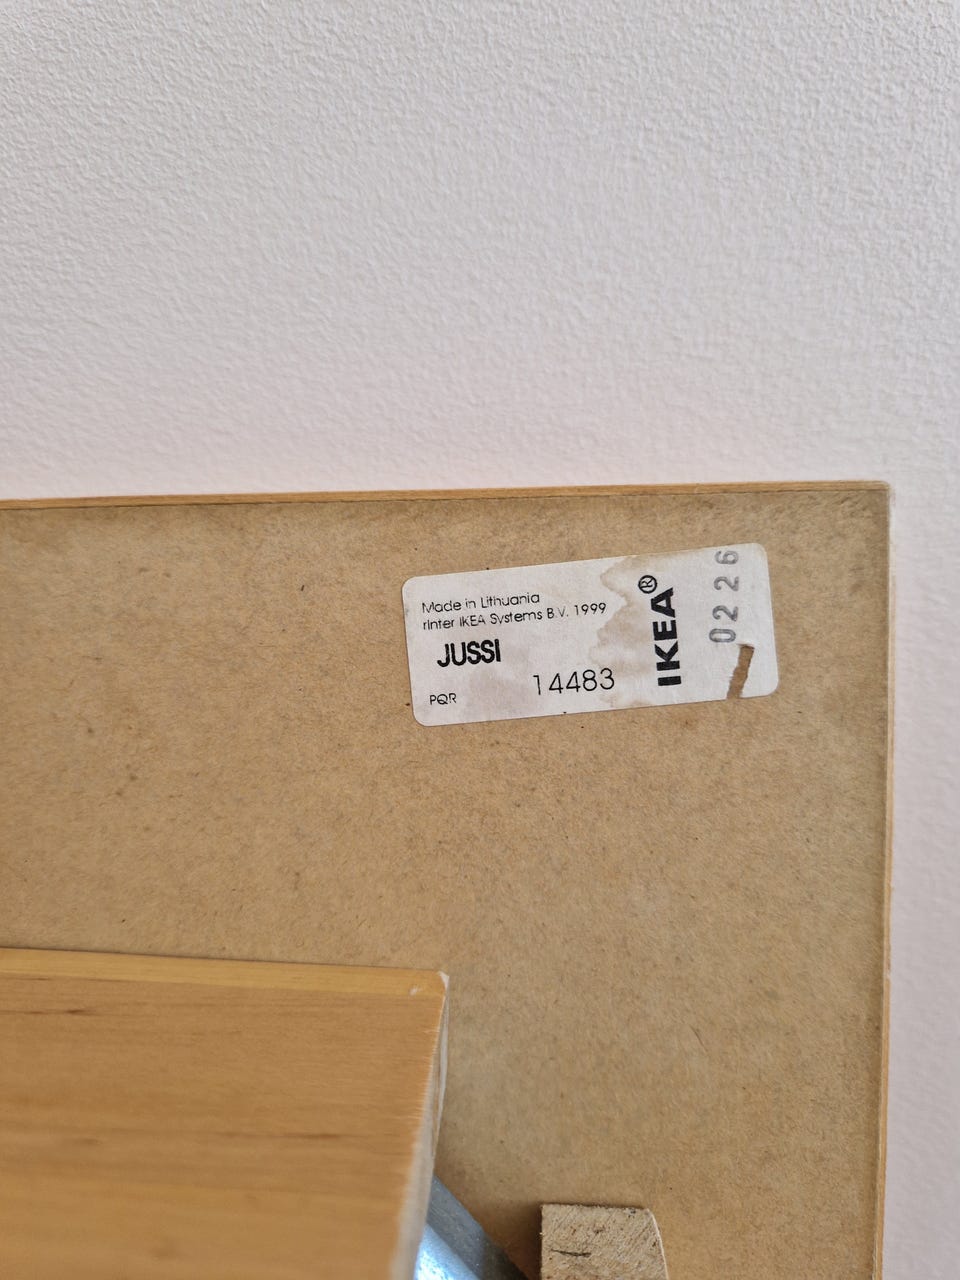 Made in Lithuania
rInter IKEA Systems B.V. 1999
JUSSI
PQR
14483
IKEA®
0226